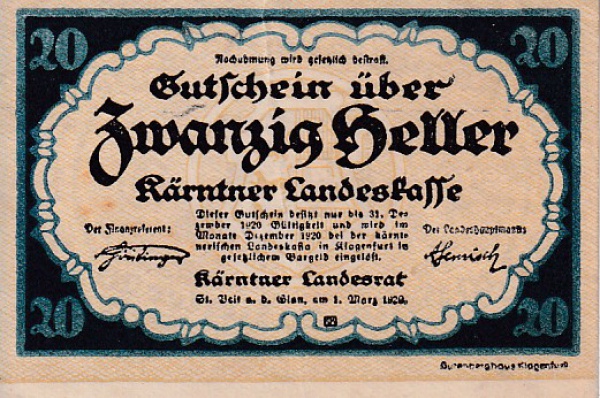 20 20
Nachahmung wird gesetzlich bestraft.
Gutschein über
Zwanzig Heller
Kärntner Landeskasse
Dieser Gutschein besitzt nur bis 31. De-
zember 1920 Gültigkeit und wird im
Monate Dezember 1920 bei der kärnt-
nerischen Landeskassa in Klagenfurt in
gesetzlichem Bargeld eingelöst.
Der Finanzreferent:
Der Landeshauptmann:
Kärntner Landesrat
St. Veit a. d. Glan, am 1. März 1920.
20 20
Gutenberghaus Klagenfurt